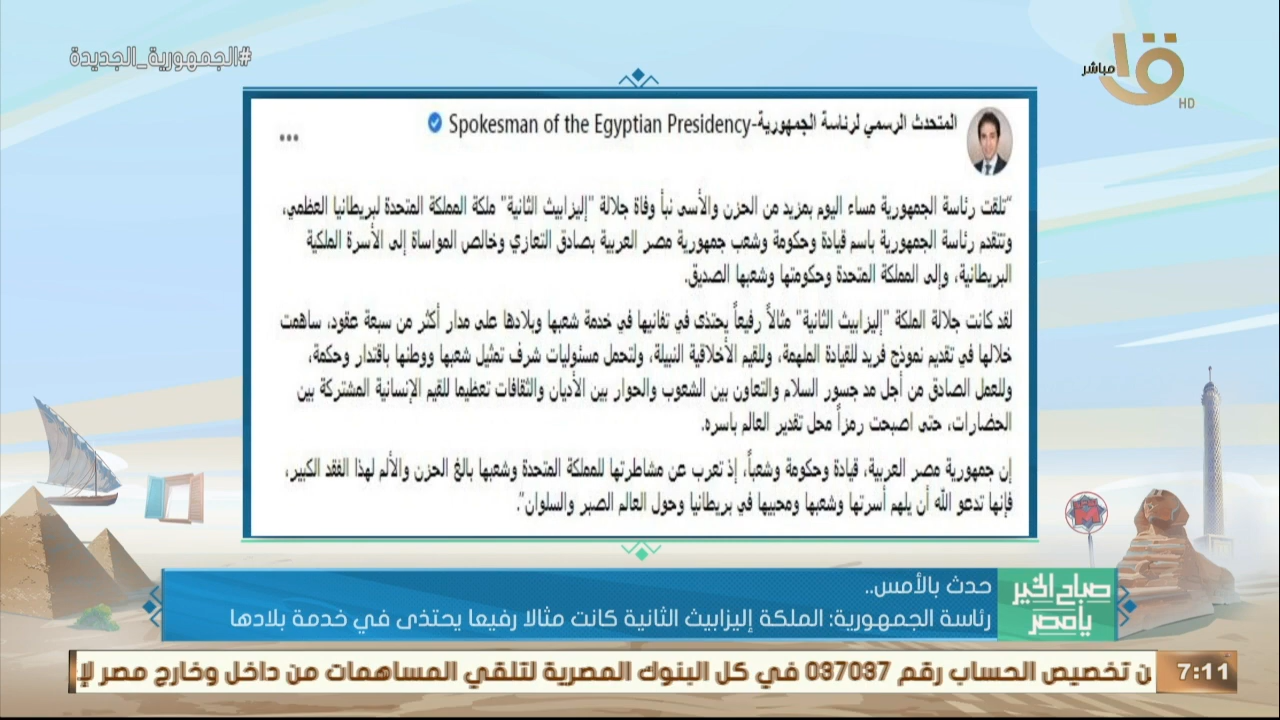 #الجمهورية_الجديدة
مباشر
HD
المتحدث الرسمي لرئاسة الجمهورية-Spokesman of the Egyptian Presidency
"تلقت رئاسة الجمهورية مساء اليوم بمزيد من الحزن والأسى نبأ وفاة جلالة "إليزابيث الثانية" ملكة المملكة المتحدة لبريطانيا العظمي،
وتتقدم رئاسة الجمهورية باسم قيادة وحكومة وشعب جمهورية مصر العربية بصادق التعازي وخالص المواساة إلى الأسرة الملكية
البريطانية، وإلى المملكة المتحدة وحكومتها وشعبها الصديق.
لقد كانت جلالة الملكة "إليزابيث الثانية" مثالاً رفيعاً يحتذى في تفانيها في خدمة شعبها وبلادها على مدار أكثر من سبعة عقود، ساهمت
خلالها في تقديم نموذج فريد للقيادة الملهمة، وللقيم الأخلاقية النبيلة، ولتحمل مسئوليات شرف تمثيل شعبها ووطنها باقتدار وحكمة،
وللعمل الصادق من أجل مد جسور السلام والتعاون بين الشعوب والحوار بين الأديان والثقافات تعظيما للقيم الإنسانية المشتركة بين
الحضارات، حتى اصبحت رمزاً محل تقدير العالم باسره.
إن جمهورية مصر العربية، قيادة وحكومة وشعباً، إذ تعرب عن مشاطرتها للمملكة المتحدة وشعبها بالغ الحزن والألم لهذا الفقد الكبير،
فإنها تدعو الله أن يلهم أسرتها وشعبها ومحبيها في بريطانيا وحول العالم الصبر والسلوان".
صباح الخير
يا مصر
حدث بالأمس..
رئاسة الجمهورية: الملكة إليزابيث الثانية كانت مثالا رفيعا يحتذى في خدمة بلادها
7:11
ن تخصيص الحساب رقم 037037 في كل البنوك المصرية لتلقي المساهمات من داخل وخارج مصر لإ